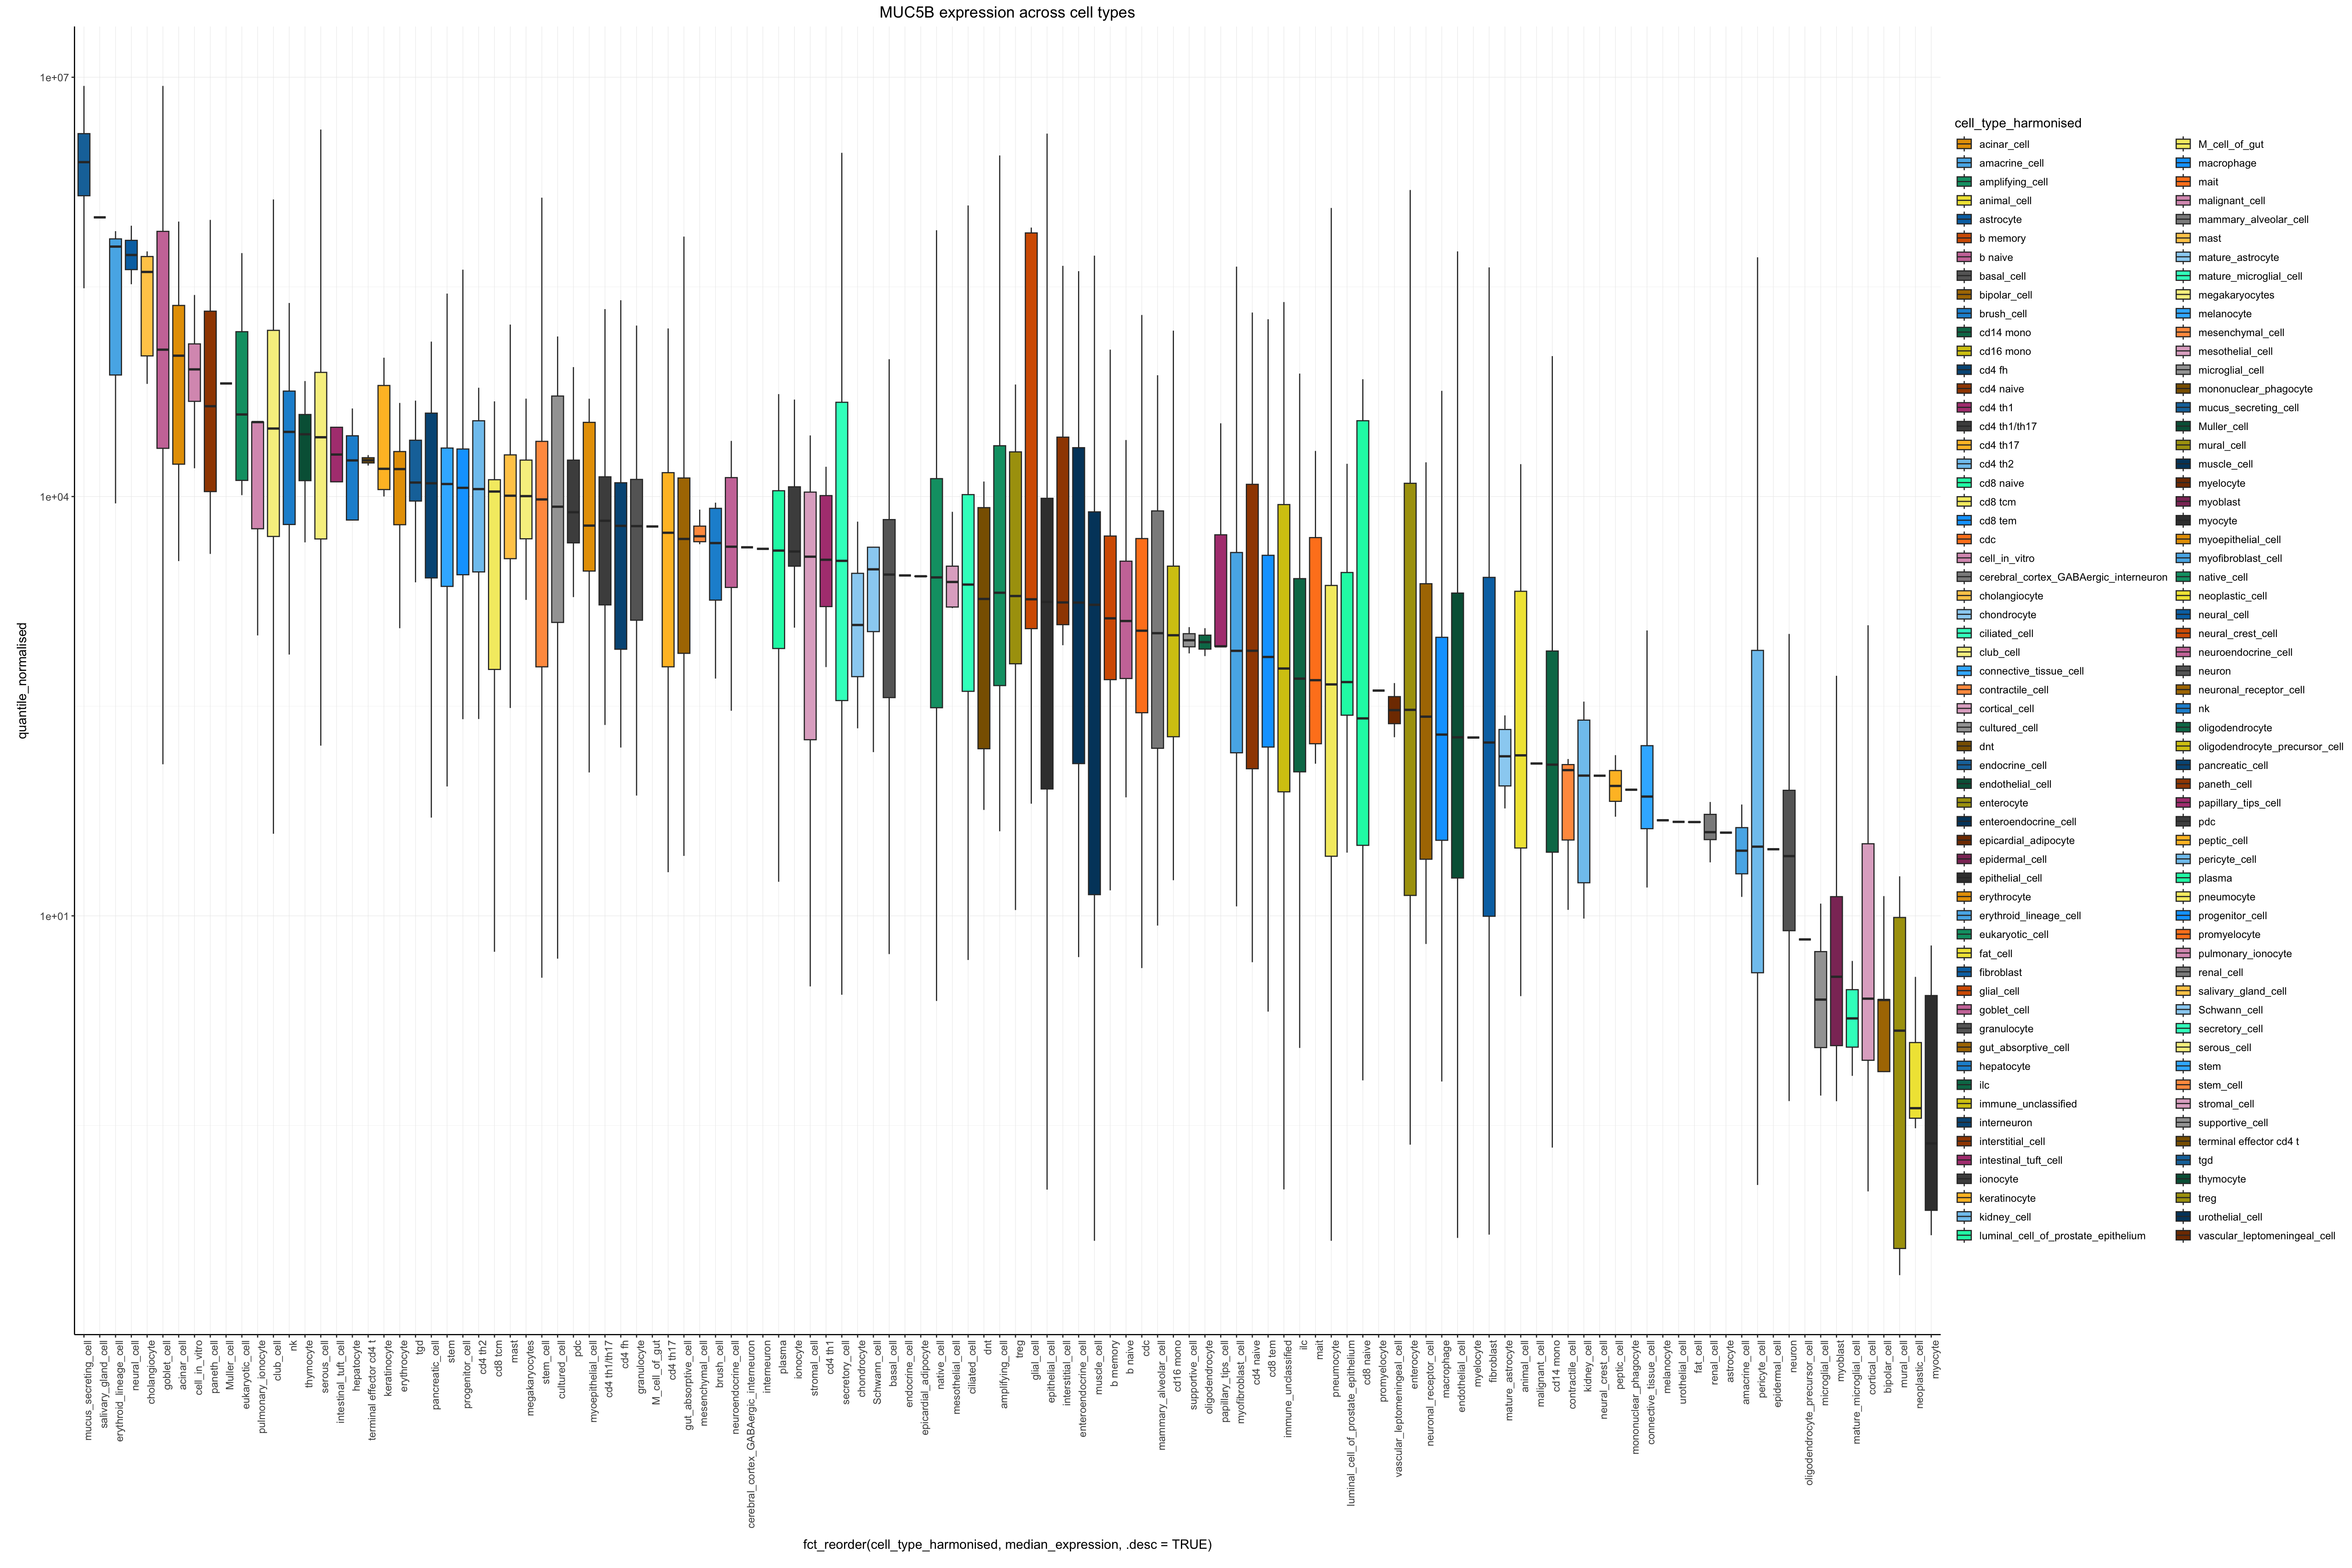 MUC5B expression across cell types
quantile_normalised
1e+07
1e+04
1e+01
mucus_secreting_cell
salivary_gland_cell
erythroid_lineage_cell
neural_cell
cholangiocyte
goblet_cell
acinar_cell
cell_in_vitro
paneth_cell
Muller_cell
eukaryotic_cell
pulmonary_ionocyte
club_cell
nk
thymocyte
serous_cell
intestinal_tuft_cell
hepatocyte
terminal effector cd4 t
keratinocyte
erythrocyte
tgd
pancreatic_cell
stem
progenitor_cell
cd4 th2
cd8 tcm
mast
megakaryocytes
stem_cell
cultured_cell
pdc
myoepithelial_cell
cd4 th1/th17
cd4 fh
granulocyte
M_cell_of_gut
cd4 th17
gut_absorptive_cell
mesenchymal_cell
brush_cell
neuroendocrine_cell
cerebral_cortex_GABAergic_interneuron
interneuron
plasma
ionocyte
stromal_cell
cd4 th1
secretory_cell
chondrocyte
Schwann_cell
basal_cell
endocrine_cell
epicardial_adipocyte
native_cell
mesothelial_cell
ciliated_cell
dnt
amplifying_cell
treg
glial_cell
epithelial_cell
interstitial_cell
enteroendocrine_cell
muscle_cell
b memory
b naive
cdc
mammary_alveolar_cell
cd16 mono
supportive_cell
oligodendrocyte
papillary_tips_cell
myofibroblast_cell
cd4 naive
cd8 tem
immune_unclassified
ilc
mait
pneumocyte
luminal_cell_of_prostate_epithelium
cd8 naive
promyelocyte
vascular_leptomeningeal_cell
enterocyte
neuronal_receptor_cell
macrophage
endothelial_cell
myelocyte
fibroblast
mature_astrocyte
animal_cell
malignant_cell
cd14 mono
contractile_cell
kidney_cell
neural_crest_cell
peptic_cell
mononuclear_phagocyte
connective_tissue_cell
melanocyte
urothelial_cell
fat_cell
renal_cell
astrocyte
amacrine_cell
pericyte_cell
epidermal_cell
neuron
oligodendrocyte_precursor_cell
microglial_cell
myoblast
mature_microglial_cell
cortical_cell
bipolar_cell
mural_cell
neoplastic_cell
myocyte
fct_reorder(cell_type_harmonised, median_expression, .desc = TRUE)
cell_type_harmonised
acinar_cell
amacrine_cell
amplifying_cell
animal_cell
astrocyte
b memory
b naive
basal_cell
bipolar_cell
brush_cell
cd14 mono
cd16 mono
cd4 fh
cd4 naive
cd4 th1
cd4 th1/th17
cd4 th17
cd4 th2
cd8 naive
cd8 tcm
cd8 tem
cdc
cell_in_vitro
cerebral_cortex_GABAergic_interneuron
cholangiocyte
chondrocyte
ciliated_cell
club_cell
connective_tissue_cell
contractile_cell
cortical_cell
cultured_cell
dnt
endocrine_cell
endothelial_cell
enterocyte
enteroendocrine_cell
epicardial_adipocyte
epidermal_cell
epithelial_cell
erythrocyte
erythroid_lineage_cell
eukaryotic_cell
fat_cell
fibroblast
glial_cell
goblet_cell
granulocyte
gut_absorptive_cell
hepatocyte
ilc
immune_unclassified
interneuron
interstitial_cell
intestinal_tuft_cell
ionocyte
keratinocyte
kidney_cell
luminal_cell_of_prostate_epithelium
M_cell_of_gut
macrophage
mait
malignant_cell
mammary_alveolar_cell
mast
mature_astrocyte
mature_microglial_cell
megakaryocytes
melanocyte
mesenchymal_cell
mesothelial_cell
microglial_cell
mononuclear_phagocyte
mucus_secreting_cell
Muller_cell
mural_cell
muscle_cell
myelocyte
myoblast
myocyte
myoepithelial_cell
myofibroblast_cell
native_cell
neoplastic_cell
neural_cell
neural_crest_cell
neuroendocrine_cell
neuron
neuronal_receptor_cell
nk
oligodendrocyte
oligodendrocyte_precursor_cell
pancreatic_cell
paneth_cell
papillary_tips_cell
pdc
peptic_cell
pericyte_cell
plasma
pneumocyte
progenitor_cell
promyelocyte
pulmonary_ionocyte
renal_cell
salivary_gland_cell
Schwann_cell
secretory_cell
serous_cell
stem
stem_cell
stromal_cell
supportive_cell
terminal effector cd4 t
tgd
thymocyte
treg
urothelial_cell
vascular_leptomeningeal_cell